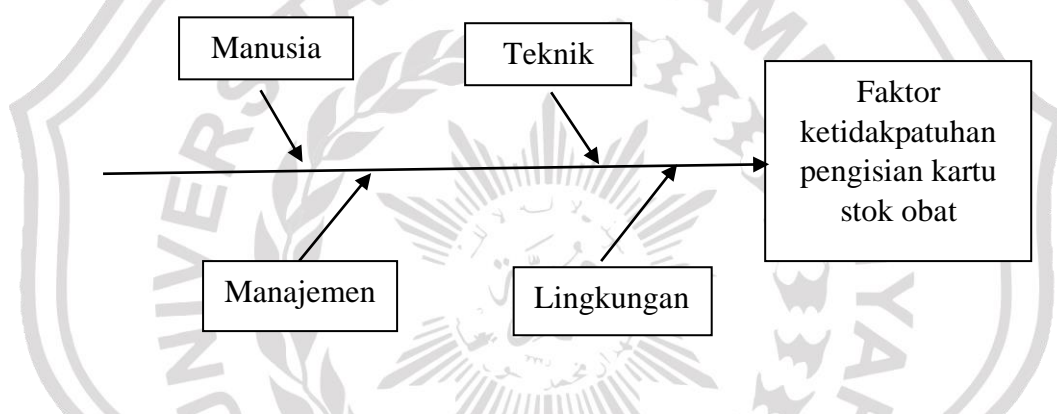 Manusia
Teknik
Faktor
ketidakpatuhan
pengisian kartu
stok obat
Manajemen
Lingkungan